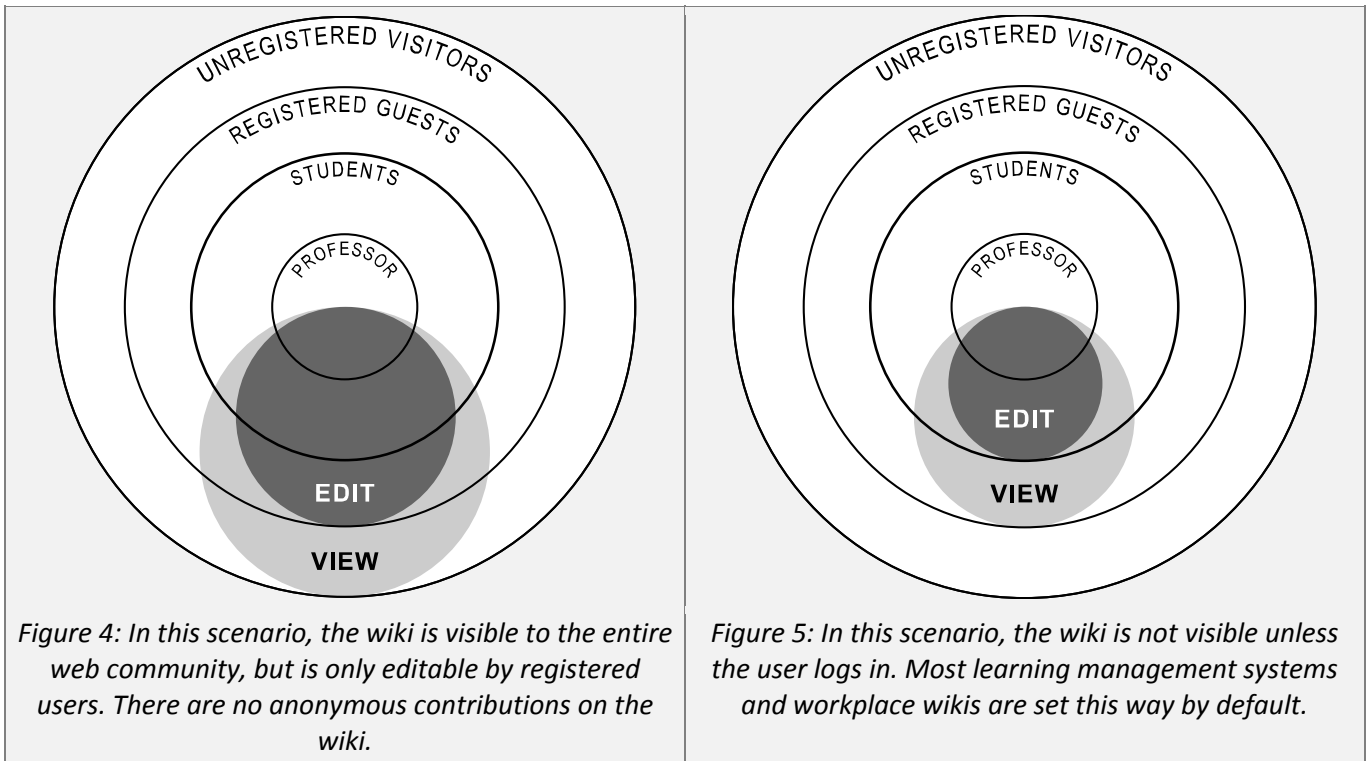 UNREGISTERED VISITORS
REGISTERED GUESTS
STUDENTS
PROFESSOR
EDIT
VIEW
Figure 4: In this scenario, the wiki is visible to the entire
web community, but is only editable by registered
users. There are no anonymous contributions on the
wiki.
UNREGISTERED VISITORS
REGISTERED GUESTS
STUDENTS
PROFESSOR
EDIT
VIEW
Figure 5: In this scenario, the wiki is not visible unless
the user logs in. Most learning management systems
and workplace wikis are set this way by default.